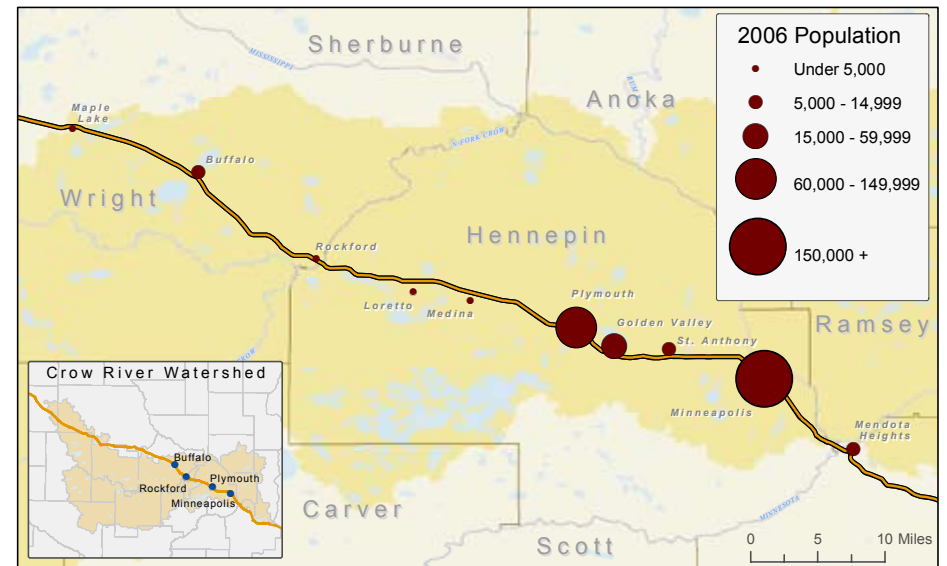 Sherburne
MISSISSIPPI
Anoka
RUM
Maple
Lake
N-FORK CROW
Buffalo
Wright
Hennepin
Rockford
Loretto
Medina
Plymouth
Golden Valley
St. Anthony
Ramsey
Minneapolis
Mendota
Heights
Carver
Scott
MINNESOTA
2006 Population
Under 5,000
5,000 - 14,999
15,000 - 59,999
60,000 - 149,999
150,000 +
Crow River Watershed
Buffalo
Rockford
Plymouth
Minneapolis
0 5 10 Miles